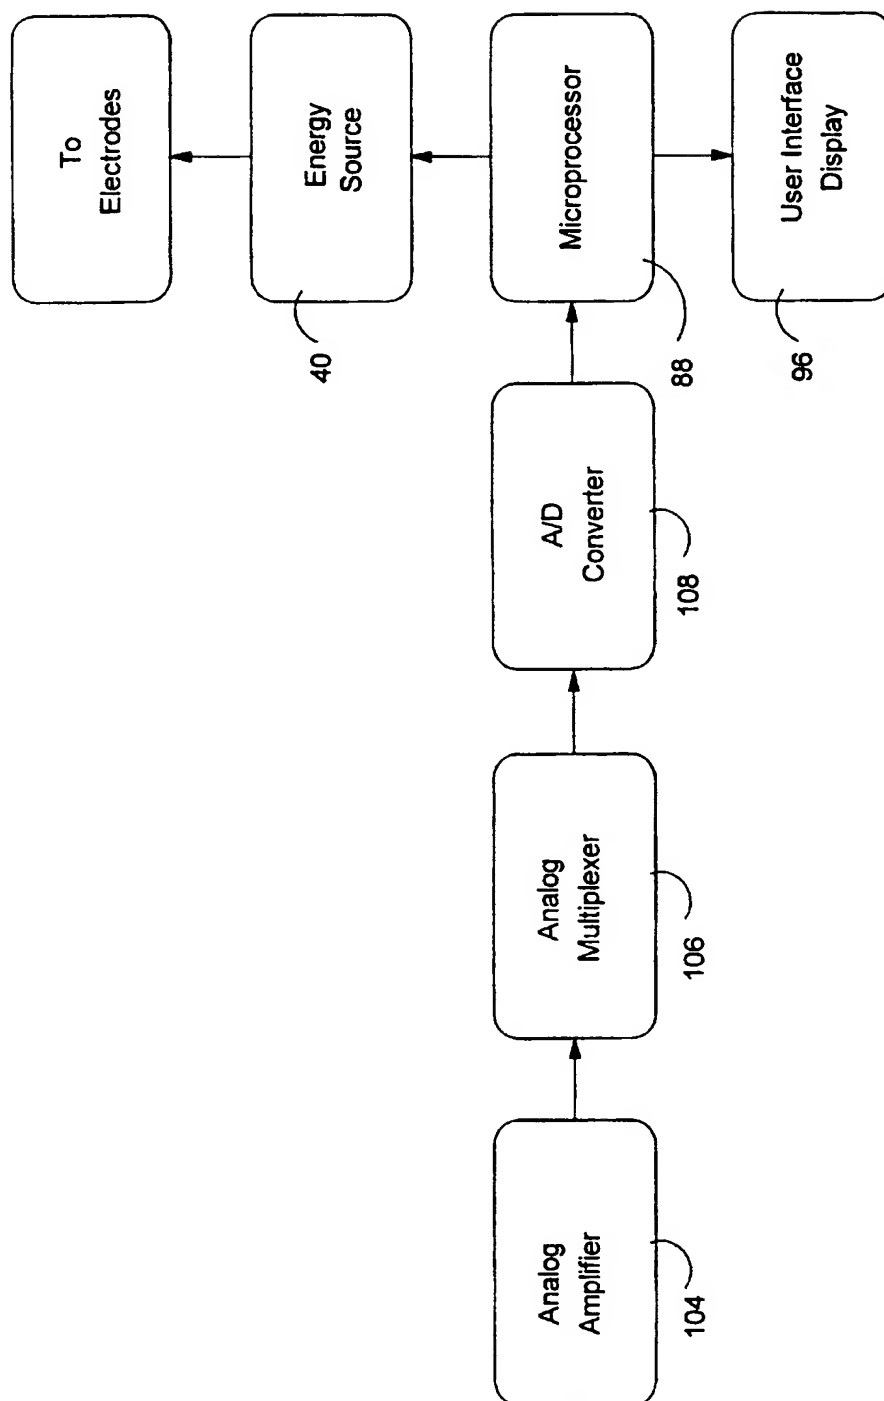 Analog
Amplifier
104
Analog
Multiplexer
106
A/D
Converter
108
Microprocessor
88
Energy
Source
40
To
Electrodes
User Interface
Display
96